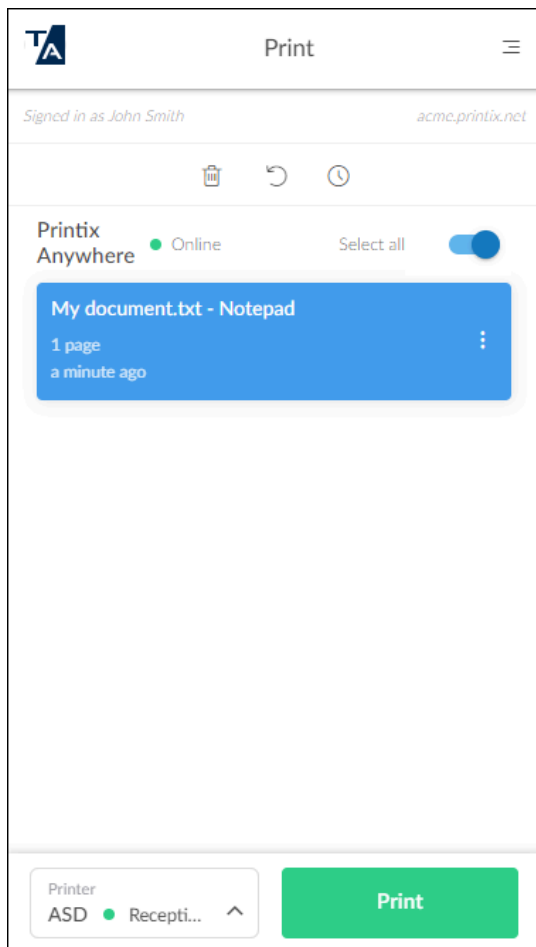 TA
Print
Signed in as John Smith acme.printix.net
Printix Anywhere
Online
Select all
My document.txt - Notepad
1 page
a minute ago
Printer
ASD Recepti...
Print